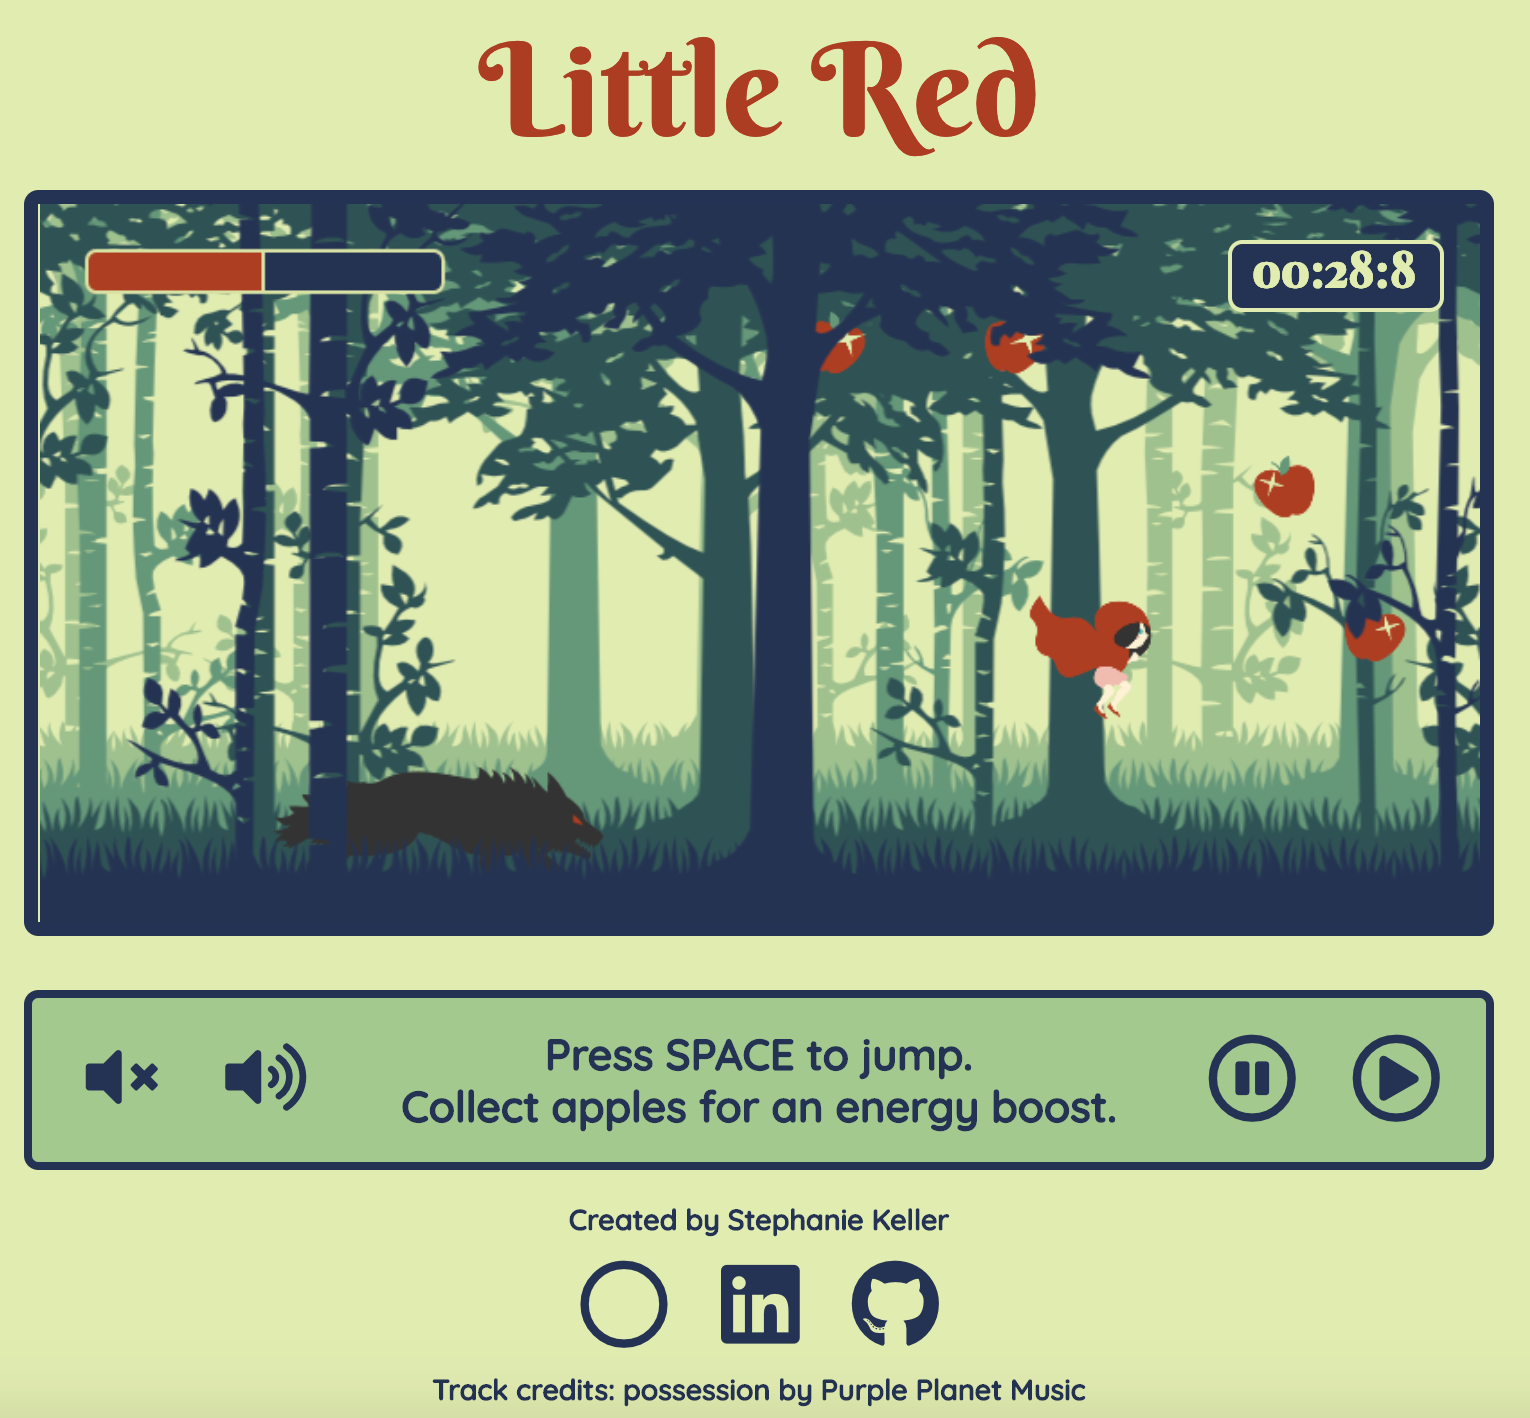 Little Red
00:28:8
Press SPACE to jump.
Collect apples for an energy boost.
Created by Stephanie Keller
in
Track credits: possession by Purple Planet Music